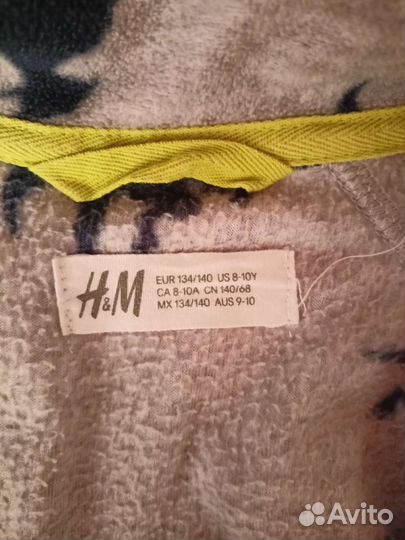 H&M
EUR 134/140 US 8-10Y
CA 8-10A CN 140/68
MX 134/140 AUS 9-10
Avito